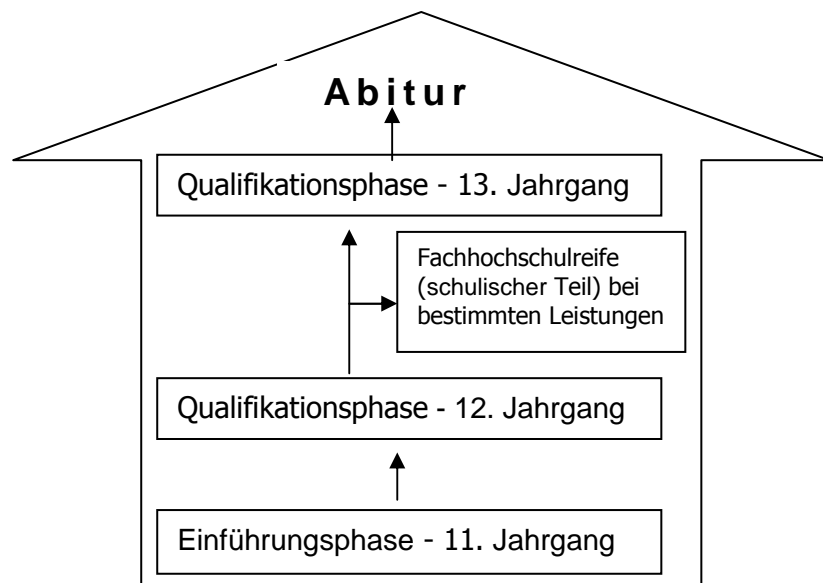 Abitur
Qualifikationsphase - 13. Jahrgang
Fachhochschulreife
(schulischer Teil) bei
bestimmten Leistungen
Qualifikationsphase - 12. Jahrgang
Einführungsphase - 11. Jahrgang